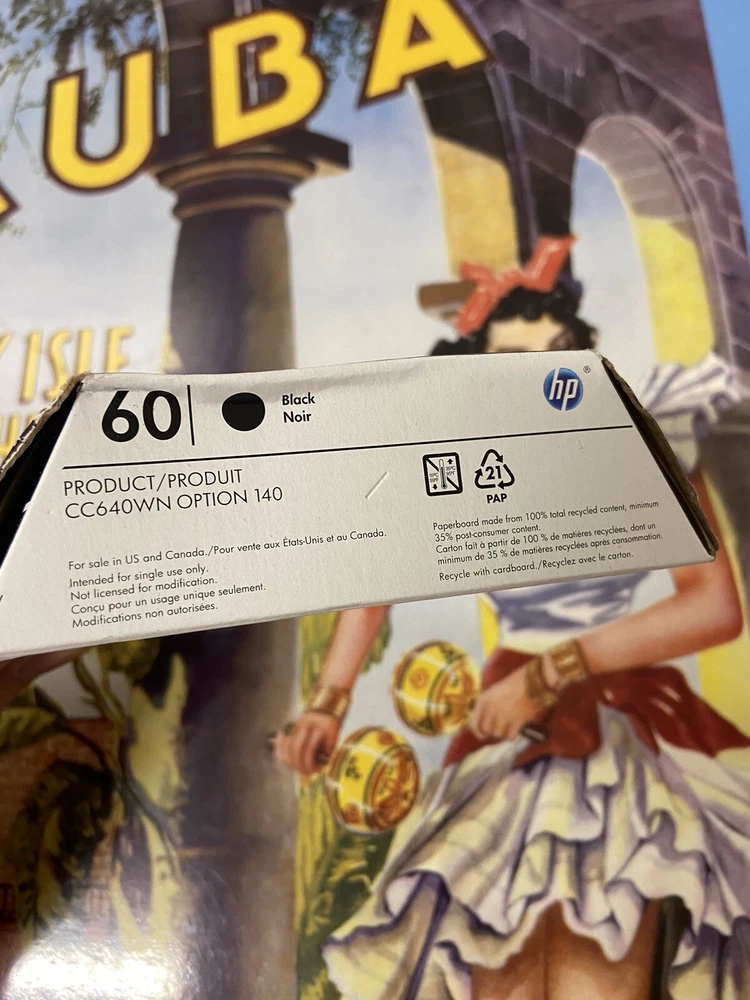 UBA
ISLE
60
Black
Noir
hp®
PRODUCT/PRODUIT
CC640WN OPTION 140
21
PAP
For sale in US and Canada./Pour vente aux États-Unis et au Canada.
Intended for single use only.
Not licensed for modification.
Conçu pour un usage unique seulement.
Modifications non autorisées.
Paperboard made from 100% total recycled content, minimum
35% post-consumer content.
Carton fait à partir de 100 % de matières recyclées, dont un
minimum de 35 % de matières recyclées après consommation.
Recycle with cardboard./Recyclez avec le carton.